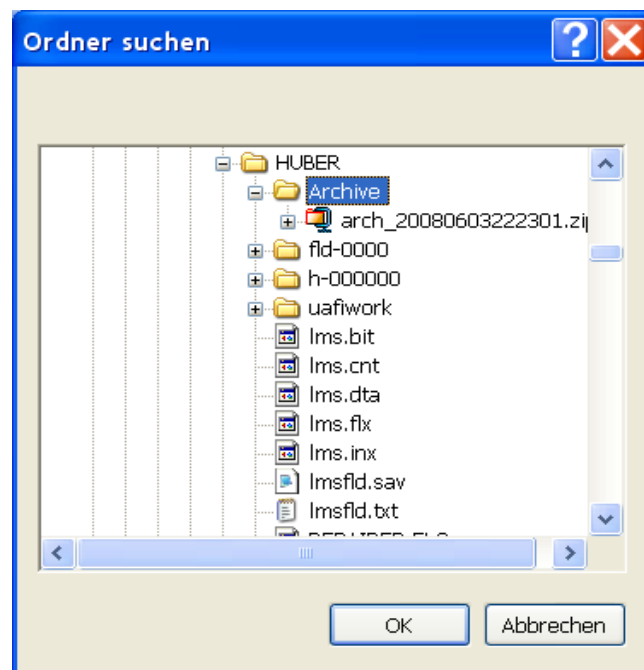 Ordner suchen
HUBER
Archive
arch_20080603222301.zip
fld-0000
h-000000
uafiwork
lms.bit
lms.cnt
lms.dta
lms.flx
lms.inx
lmsfld.sav
lmsfld.txt
OK
Abbrechen